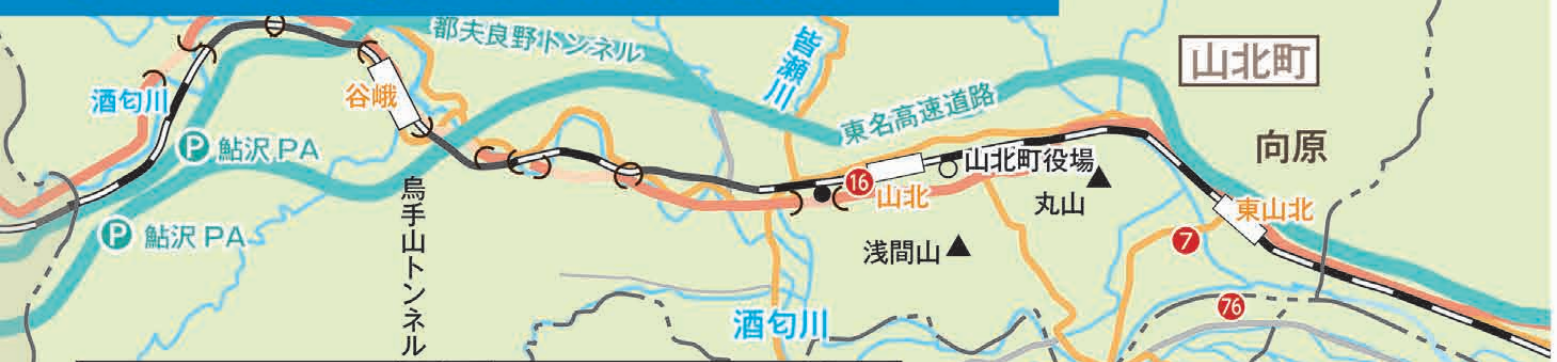 都夫良野トンネル
皆瀬川
山北町
酒匂川
谷峨
東名高速道路
P 鮎沢PA
向原
山北町役場
16
山北
丸山
東山北
烏手山トンネル
P 鮎沢PA
浅間山
7
76
酒匂川